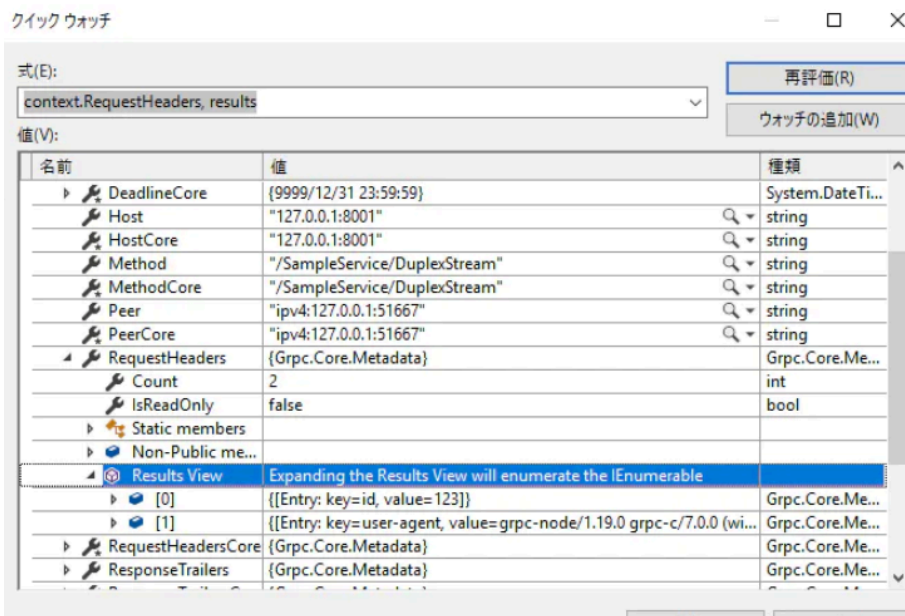 クイック ウォッチ
式(E):
再評価(R)
context.RequestHeaders, results
ウォッチの追加(W)
値(V):
名前 値 種類
DeadlineCore {9999/12/31 23:59:59} System.DateTi...
Host "127.0.0.1:8001" string
HostCore "127.0.0.1:8001" string
Method "/SampleService/DuplexStream" string
MethodCore "/SampleService/DuplexStream" string
Peer "ipv4:127.0.0.1:51667" string
PeerCore "ipv4:127.0.0.1:51667" string
RequestHeaders {Grpc.Core.Metadata} Grpc.Core.Me...
Count 2 int
IsReadOnly false bool
Static members
Non-Public me...
Results View Expanding the Results View will enumerate the IEnumerable
[0] {[Entry: key=id, value=123]} Grpc.Core.Me...
[1] {[Entry: key=user-agent, value=grpc-node/1.19.0 grpc-c/7.0.0 (wi... Grpc.Core.Me...
RequestHeadersCore {Grpc.Core.Metadata} Grpc.Core.Me...
ResponseTrailers {Grpc.Core.Metadata} Grpc.Core.Me...